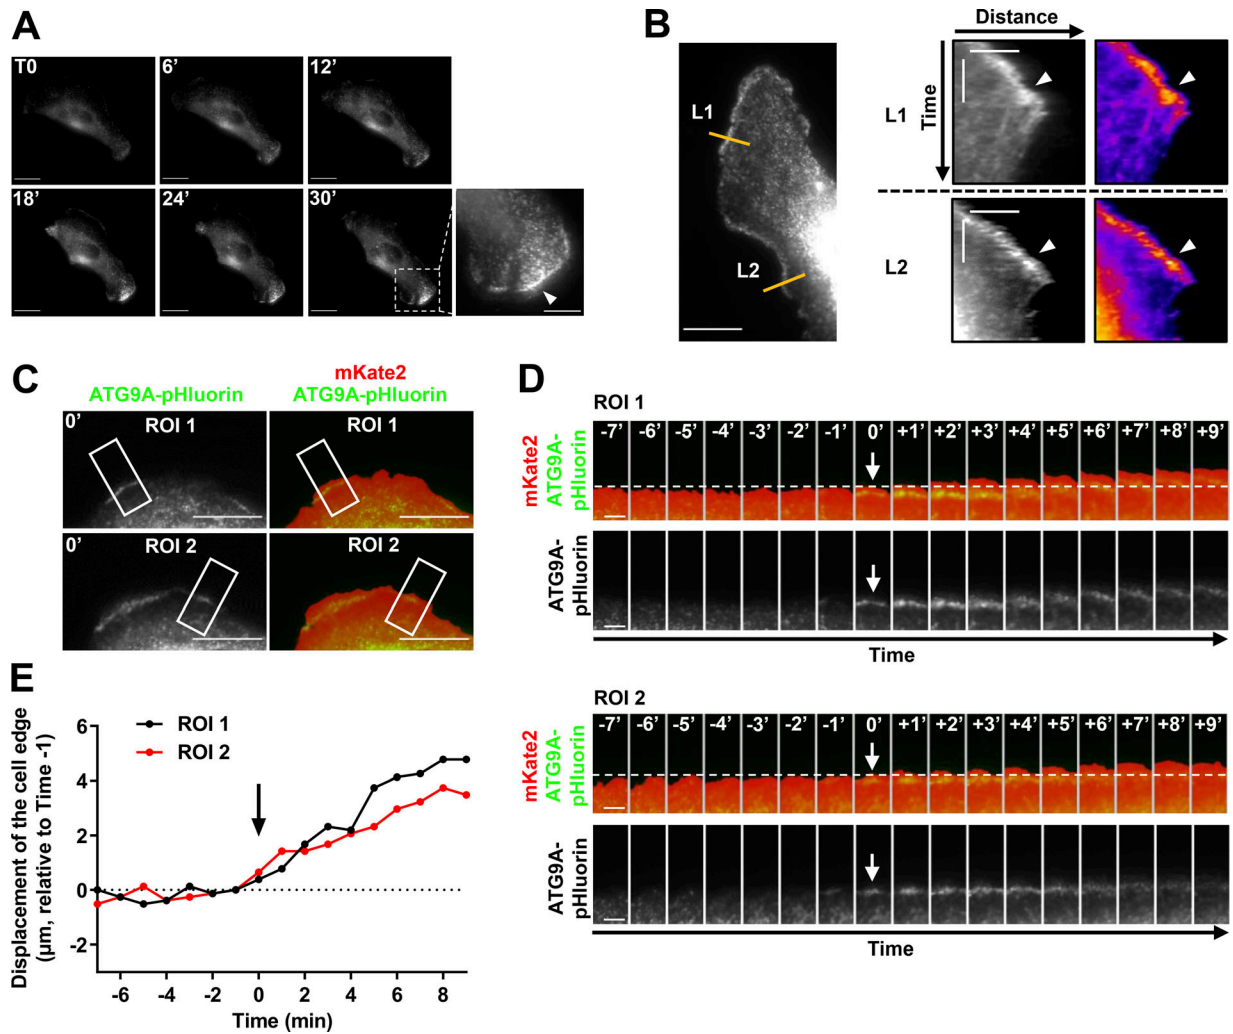 A
T0
6’
12’
18’
24’
30’
B
L1
L2
Distance
Time
L1
L2
C
ATG9A-pHluorin
mKate2
ATG9A-pHluorin
0’
ROI 1
ROI 1
0’
ROI 2
ROI 2
D
ROI 1
mKate2
ATG9A-
pHluorin
-7’ -6’ -5’ -4’ -3’ -2’ -1’ 0’ +1’ +2’ +3’ +4’ +5’ +6’ +7’ +8’ +9’
ATG9A-
pHluorin
Time
ROI 2
mKate2
ATG9A-
pHluorin
-7’ -6’ -5’ -4’ -3’ -2’ -1’ 0’ +1’ +2’ +3’ +4’ +5’ +6’ +7’ +8’ +9’
ATG9A-
pHluorin
Time
E
Displacement of the cell edge
(µm, relative to Time -1)
6
4
2
0
-2
ROI 1
ROI 2
-6 -4 -2 0 2 4 6 8
Time (min)